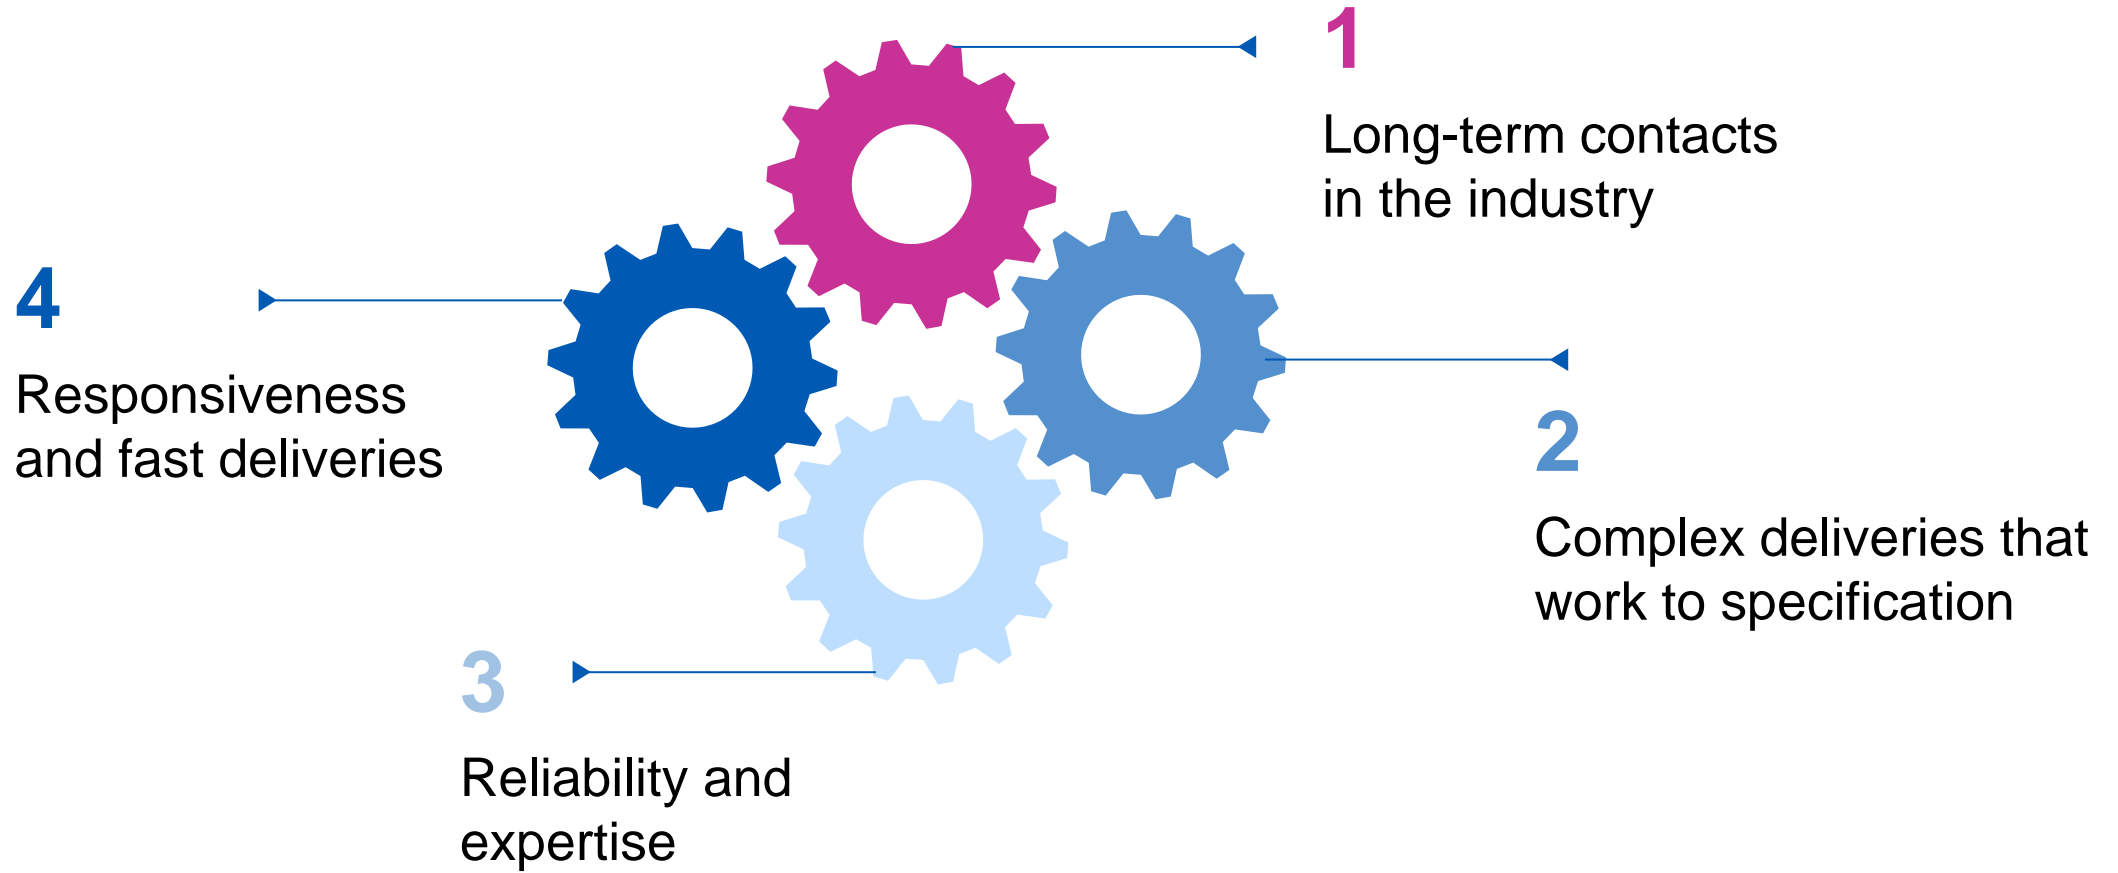 1
Long-term contacts
in the industry
2
Complex deliveries that
work to specification
3
Reliability and
expertise
4
Responsiveness
and fast deliveries